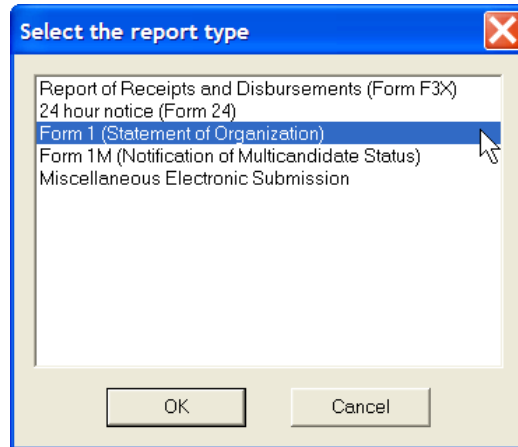 Select the report type
Report of Receipts and Disbursements (Form F3X)
24 hour notice (Form 24)
Form 1 (Statement of Organization)
Form 1M (Notification of Multicandidate Status)
Miscellaneous Electronic Submission
OK
Cancel